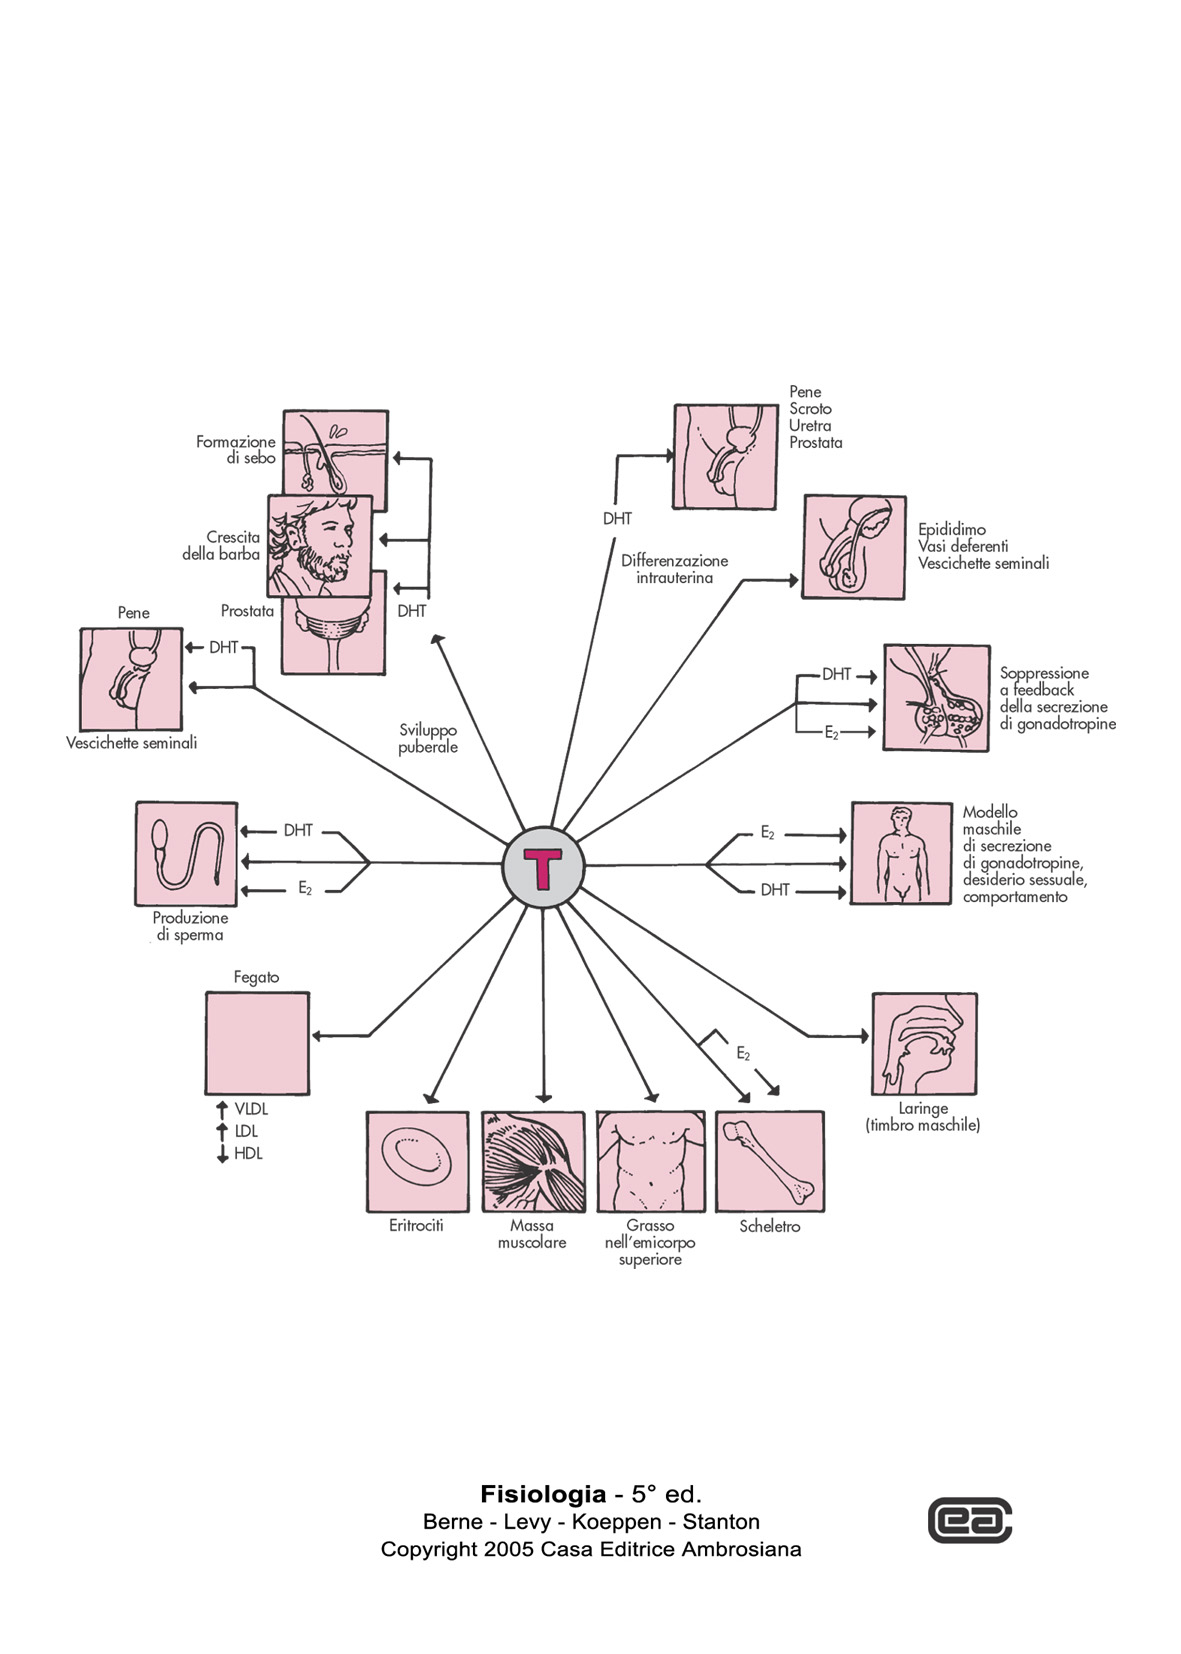 Formazione
di sebo
Crescita
della barba
Prostata
DHT
Pene
DHT
Vescichette seminali
Sviluppo
puberale
Pene
Scroto
Uretra
Prostata
DHT
Differenzazione
intrauterina
Epididimo
Vasi deferenti
Vescichette seminali
DHT
E2
Soppressione
a feedback
della secrezione
di gonadotropine
T
DHT
E2
Produzione
di sperma
E2
DHT
Modello
maschile
di secrezione
di gonadotropine,
desiderio sessuale,
comportamento
Fegato
VLDL
LDL
HDL
E2
Laringe
(timbro maschile)
Eritrociti
Massa
muscolare
Grasso
nell'emicorpo
superiore
Scheletro
Fisiologia - 5° ed.
Berne - Levy - Koeppen - Stanton
Copyright 2005 Casa Editrice Ambrosiana
cea